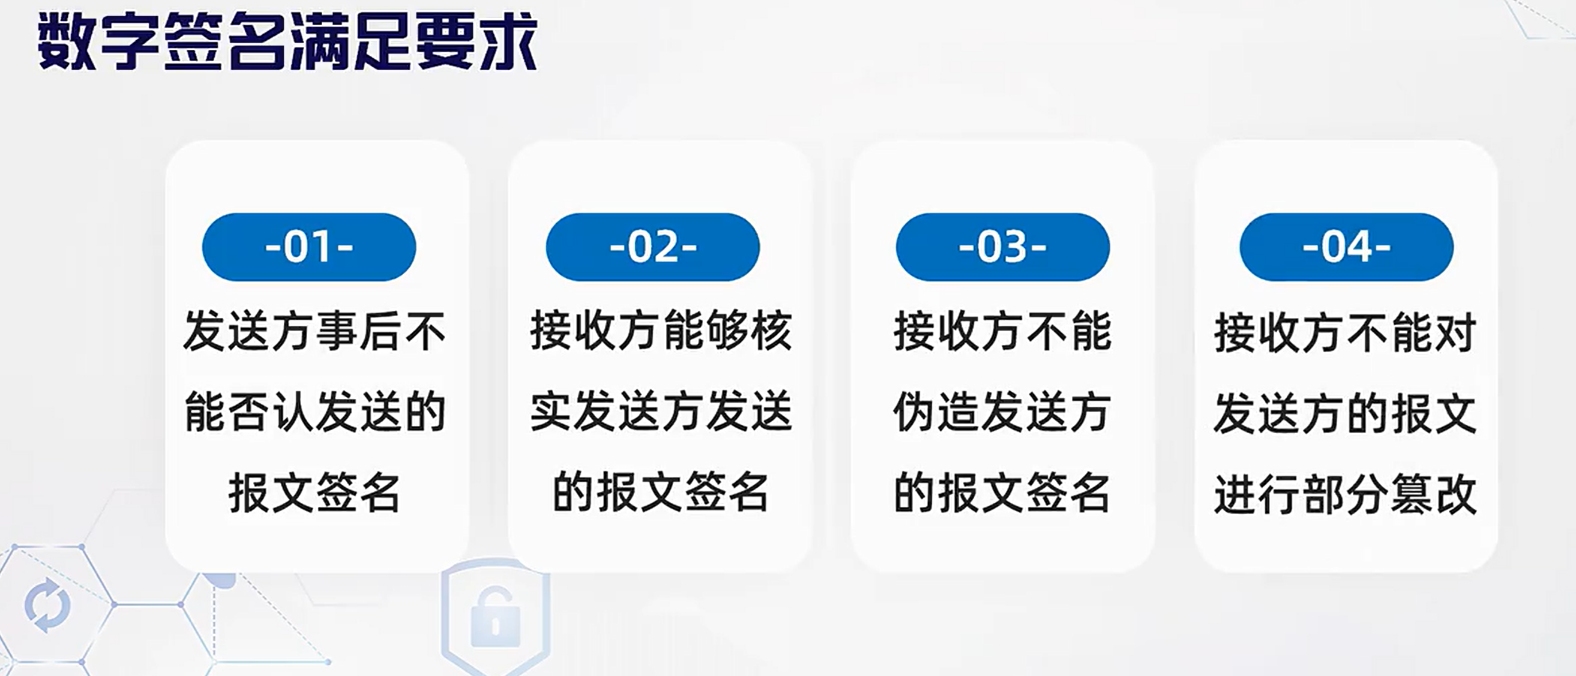 数字签名满足要求
-01-
发送方事后不
能否认发送的
报文签名
-02-
接收方能够核
实发送方发送
的报文签名
-03-
接收方不能
伪造发送方
的报文签名
-04-
接收方不能对
发送方的报文
进行部分篡改